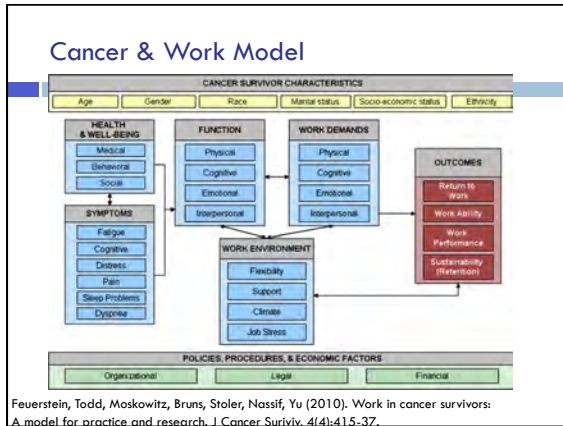 Cancer & Work Model
CANCER SURVIVOR CHARACTERISTICS
Age Gender Race Marital status Socio-economic status Ethnicity
HEALTH
& WELL-BEING
Medical
Behavioral
Social
SYMPTOMS
Fatigue
Cognitive
Distress
Pain
Sleep Problems
Dyspnea
FUNCTION
Physical
Cognitive
Emotional
Interpersonal
WORK DEMANDS
Physical
Cognitive
Emotional
Interpersonal
WORK ENVIRONMENT
Flexibility
Support
Climate
Job Stress
OUTCOMES
Return to
Work
Work Ability
Work
Performance
Sustainability
(Retention)
POLICIES, PROCEDURES, & ECONOMIC FACTORS
Organizational Legal Financial
Feuerstein, Todd, Moskowitz, Bruns, Stoler, Nassif, Yu (2010). Work in cancer survivors:
A model for practice and research. J Cancer Suriviv. 4(4):415-37.